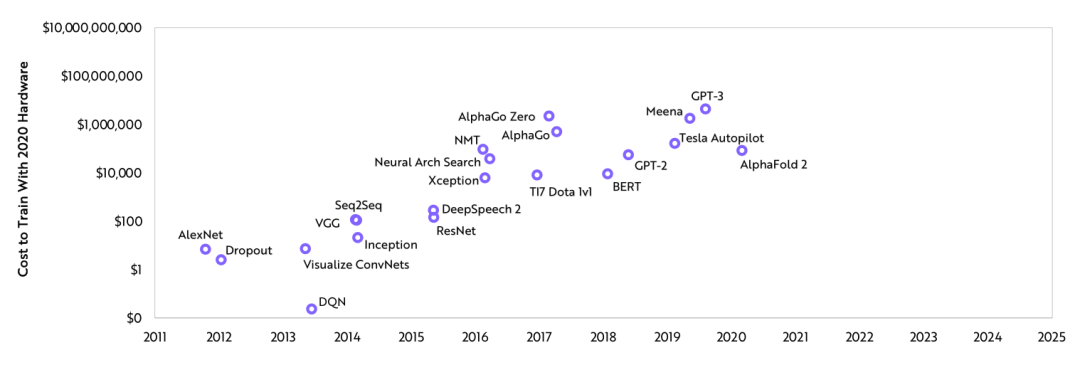 $10,000,000,000
$100,000,000
$1,000,000
$10,000
$100
$1
$0
Cost to Train With 2020 Hardware
GPT-3
Meena
AlphaGo Zero
AlphaGo
Tesla Autopilot
NMT
Neural Arch Search
GPT-2
AlphaFold 2
Xception
TI7 Dota 1v1
BERT
Seq2Seq
DeepSpeech 2
VGG
ResNet
AlexNet
Inception
Dropout
Visualize ConvNets
DQN
2011 2012 2013 2014 2015 2016 2017 2018 2019 2020 2021 2022 2023 2024 2025